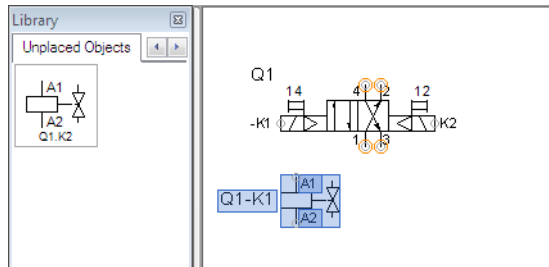 Library
Unplaced Objects
A1
A2
Q1.K2
Q1
14
4 2
12
-K1
K2
1 3
Q1-K1
A1
A2